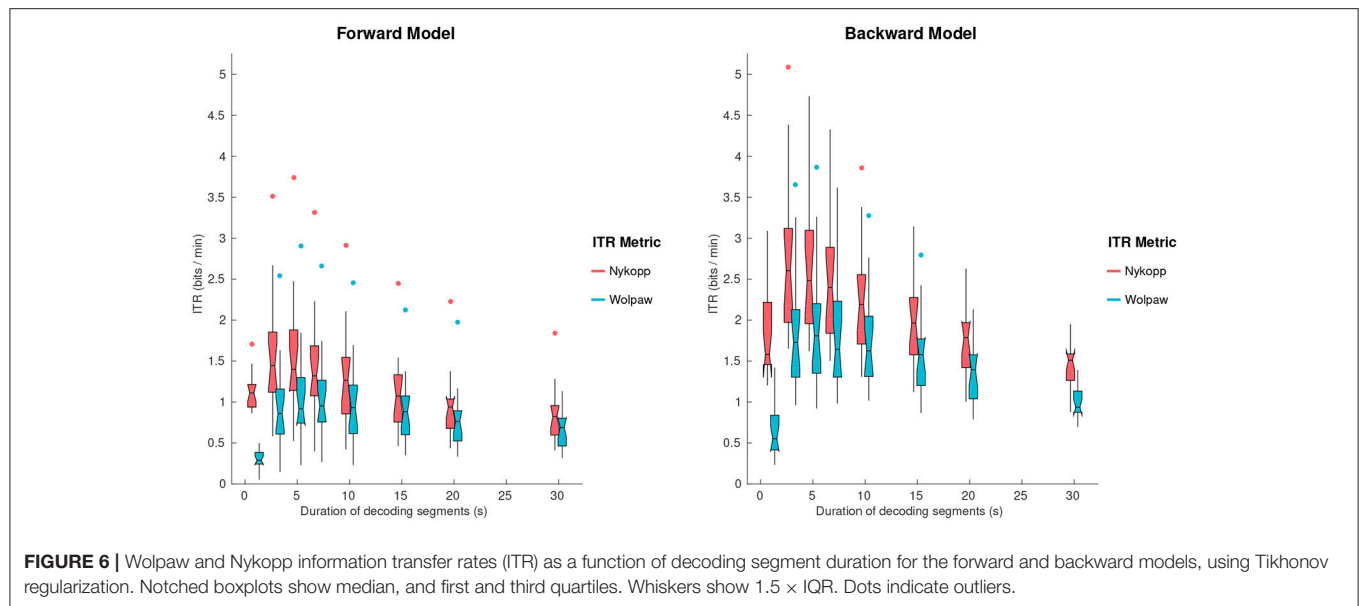 Forward Model
5
4.5
4
3.5
3
2.5
2
1.5
1
0.5
0
ITR (bits / min)
0 5 10 15 20 25 30
Duration of decoding segments (s)
ITR Metric
Nykopp
Wolpaw
Backward Model
5
4.5
4
3.5
3
2.5
2
1.5
1
0.5
0
ITR (bits / min)
0 5 10 15 20 25 30
Duration of decoding segments (s)
ITR Metric
Nykopp
Wolpaw
FIGURE 6 | Wolpaw and Nykopp information transfer rates (ITR) as a function of decoding segment duration for the forward and backward models, using Tikhonov
regularization. Notched boxplots show median, and first and third quartiles. Whiskers show 1.5 × IQR. Dots indicate outliers.